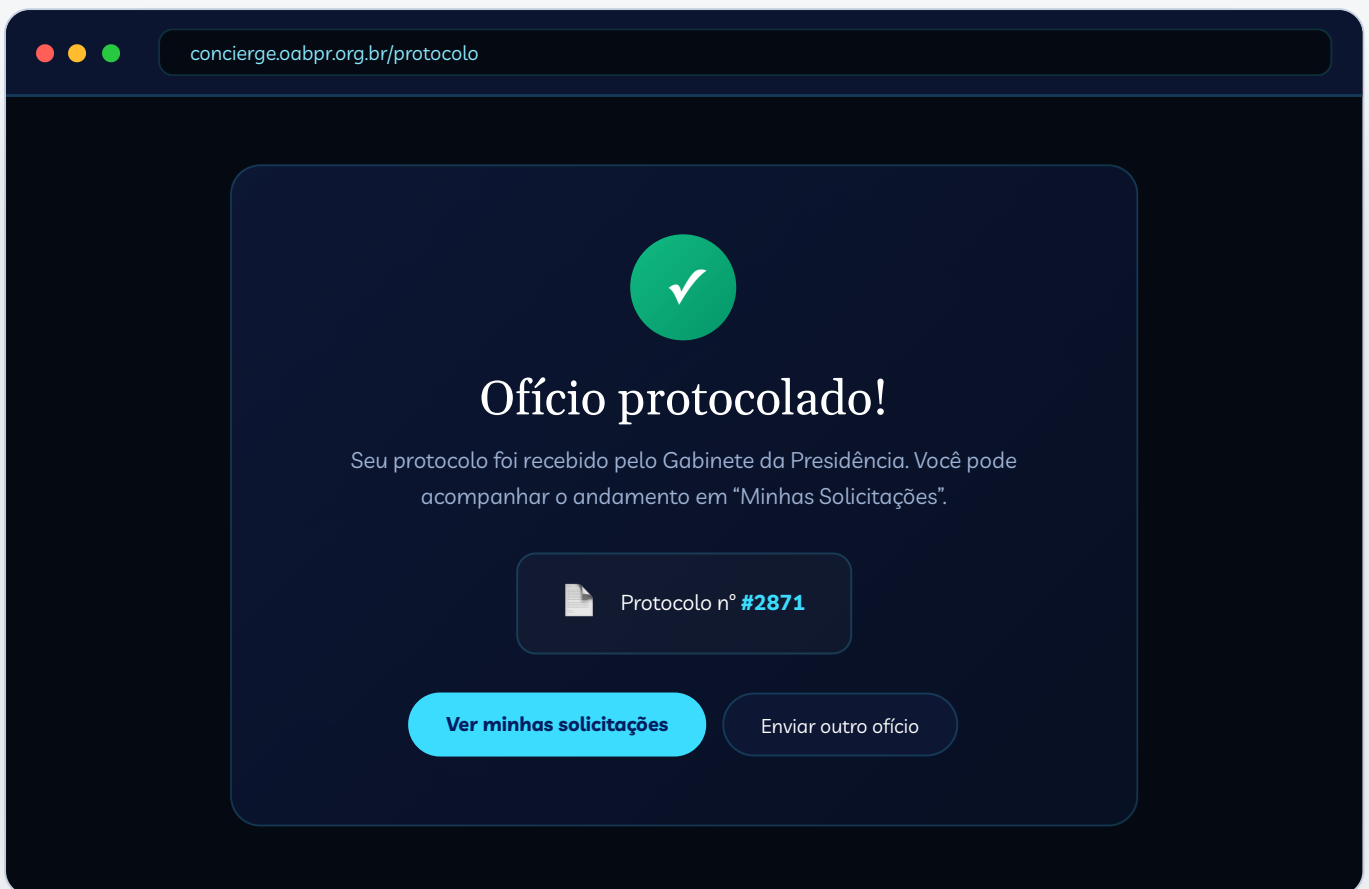 concierge.oabpr.org.br/protocolo
Ofício protocolado!
Seu protocolo foi recebido pelo Gabinete da Presidência. Você pode
acompanhar o andamento em “Minhas Solicitações”.
Protocolo nº #2871
Ver minhas solicitações
Enviar outro ofício